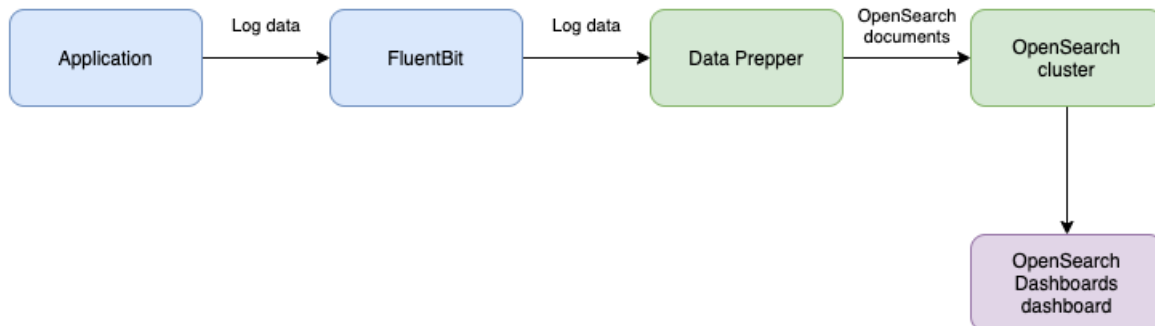 Application
Log data
FluentBit
Log data
Data Prepper
OpenSearch
documents
OpenSearch
cluster
OpenSearch
Dashboards
dashboard